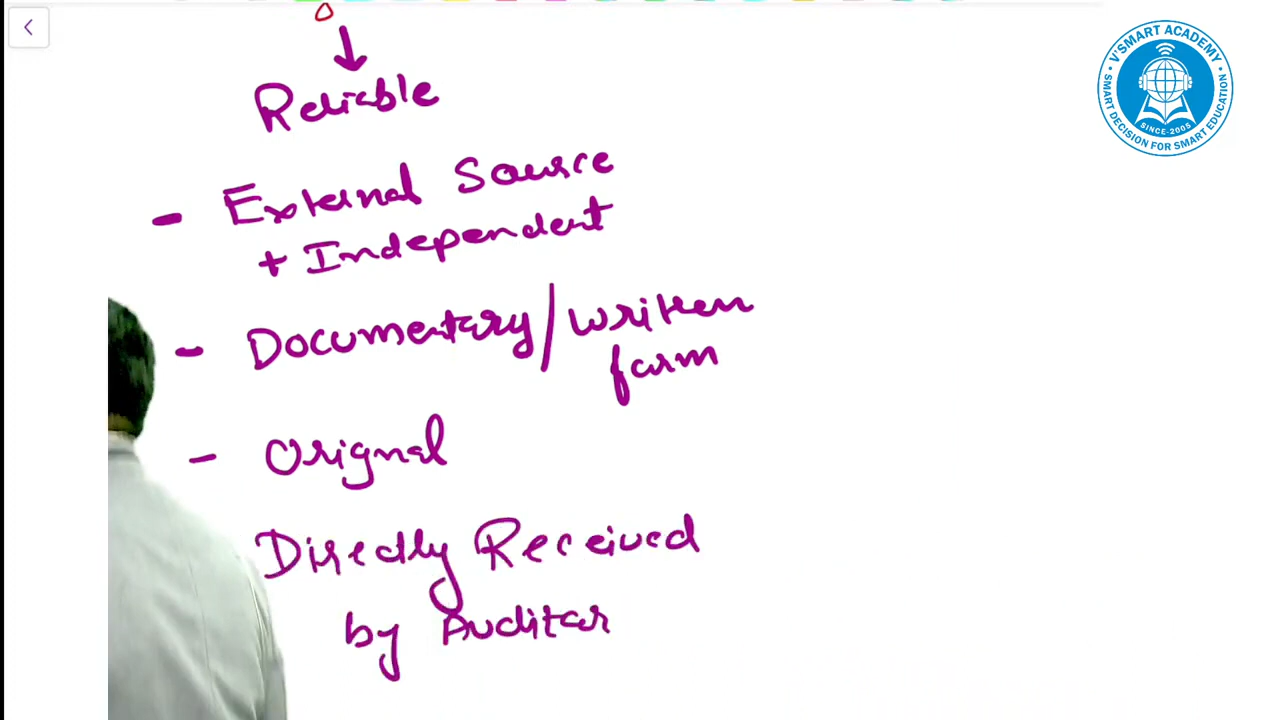 Reliable
- External Source
+ Independent
- Documentary/written
form
- Orignal
Directly Received
by Auditor
V'SMART ACADEMY
SINCE-2005
SMART DECISION FOR SMART EDUCATION